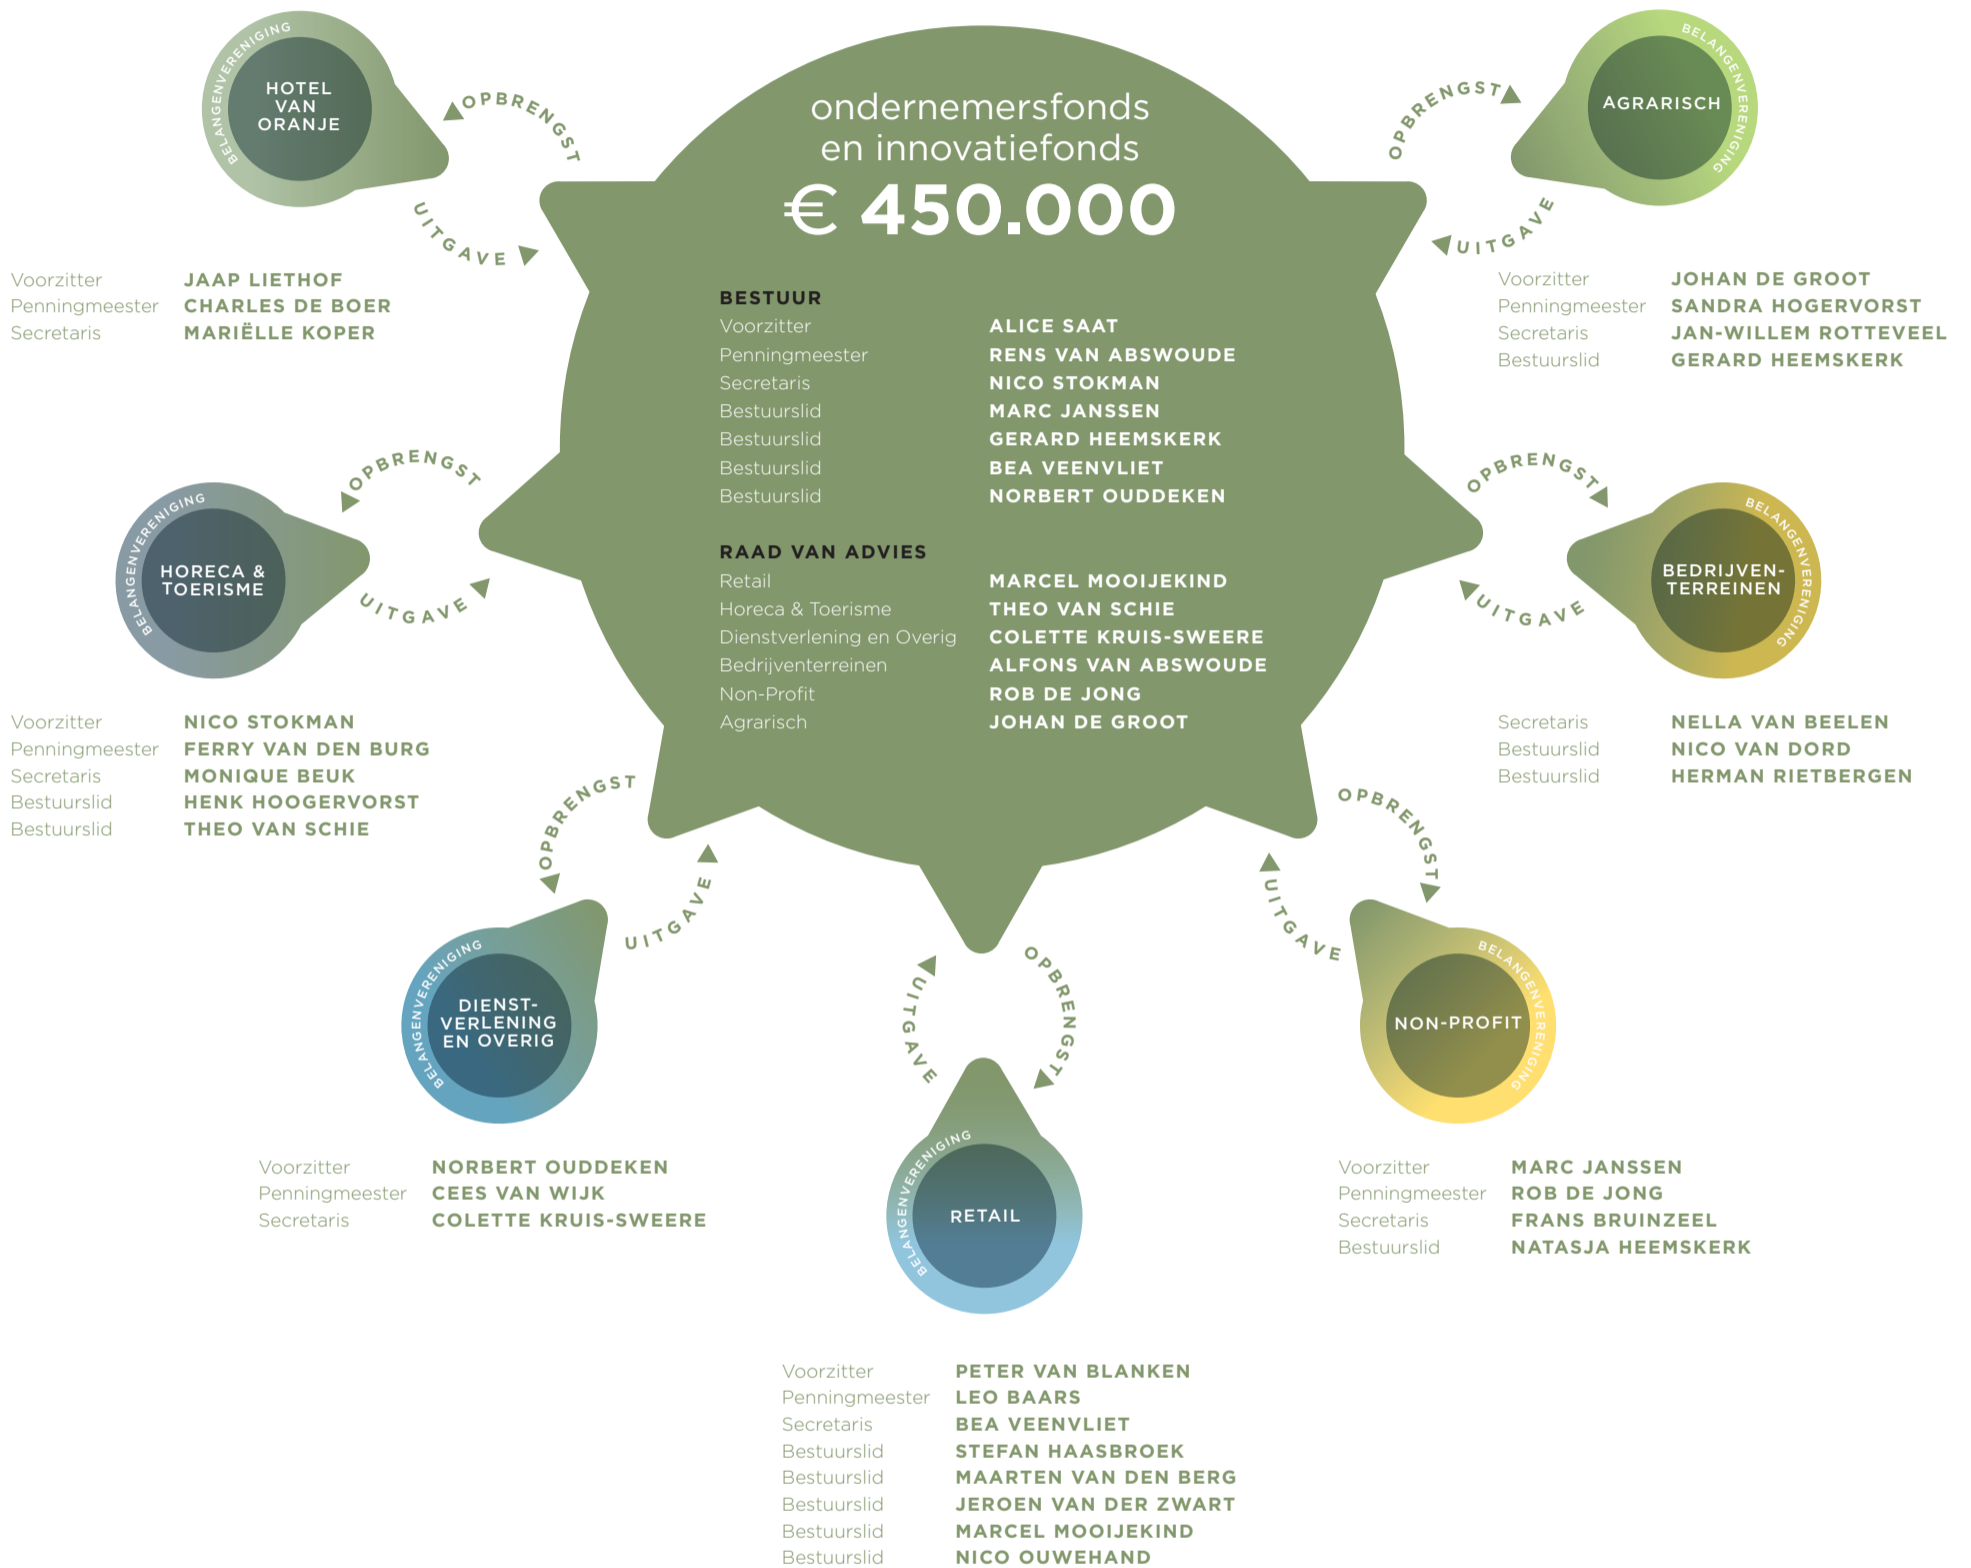 BELANGENVERENIGING
HOTEL
VAN
ORANJE
OPBRENGST
UITGAVE
Voorzitter JAAP LIETHOF
Penningmeester CHARLES DE BOER
Secretaris MARIËLLE KOPER
ondernemersfonds
en innovatiefonds
€ 450.000
BESTUUR
Voorzitter ALICE SAAT
Penningmeester RENS VAN ABSWOUDE
Secretaris NICO STOKMAN
Bestuurslid MARC JANSSEN
Bestuurslid GERARD HEEMSKERK
Bestuurslid BEA VEENVLIET
Bestuurslid NORBERT OUDDEKEN
RAAD VAN ADVIES
Retail MARCEL MOOIJEKIND
Horeca & Toerisme THEO VAN SCHIE
Dienstverlening en Overig COLETTE KRUIS-SWEERE
Bedrijventerreinen ALFONS VAN ABSWOUDE
Non-Profit ROB DE JONG
Agrarisch JOHAN DE GROOT
BELANGENVERENIGING
AGRARISCH
OPBRENGST
UITGAVE
Voorzitter JOHAN DE GROOT
Penningmeester SANDRA HOGERVORST
Secretaris JAN-WILLEM ROTTEVEEL
Bestuurslid GERARD HEEMSKERK
BELANGENVERENIGING
HORECA &
TOERISME
OPBRENGST
UITGAVE
Voorzitter NICO STOKMAN
Penningmeester FERRY VAN DEN BURG
Secretaris MONIQUE BEUK
Bestuurslid HENK HOOGERVORST
Bestuurslid THEO VAN SCHIE
BELANGENVERENIGING
BEDRIJVEN-
TERREINEN
OPBRENGST
UITGAVE
Secretaris NELLA VAN BEELEN
Bestuurslid NICO VAN DORD
Bestuurslid HERMAN RIETBERGEN
BELANGENVERENIGING
DIENST-
VERLENING
EN OVERIG
OPBRENGST
UITGAVE
Voorzitter NORBERT OUDDEKEN
Penningmeester CEES VAN WIJK
Secretaris COLETTE KRUIS-SWEERE
BELANGENVERENIGING
NON-PROFIT
OPBRENGST
UITGAVE
Voorzitter MARC JANSSEN
Penningmeester ROB DE JONG
Secretaris FRANS BRUINZEEL
Bestuurslid NATASJA HEEMSKERK
UITGAVE
OPBRENGST
BELANGENVERENIGING
RETAIL
Voorzitter PETER VAN BLANKEN
Penningmeester LEO BAARS
Secretaris BEA VEENVLIET
Bestuurslid STEFAN HAASBROEK
Bestuurslid MAARTEN VAN DEN BERG
Bestuurslid JEROEN VAN DER ZWART
Bestuurslid MARCEL MOOIJEKIND
Bestuurslid NICO OUWEHAND